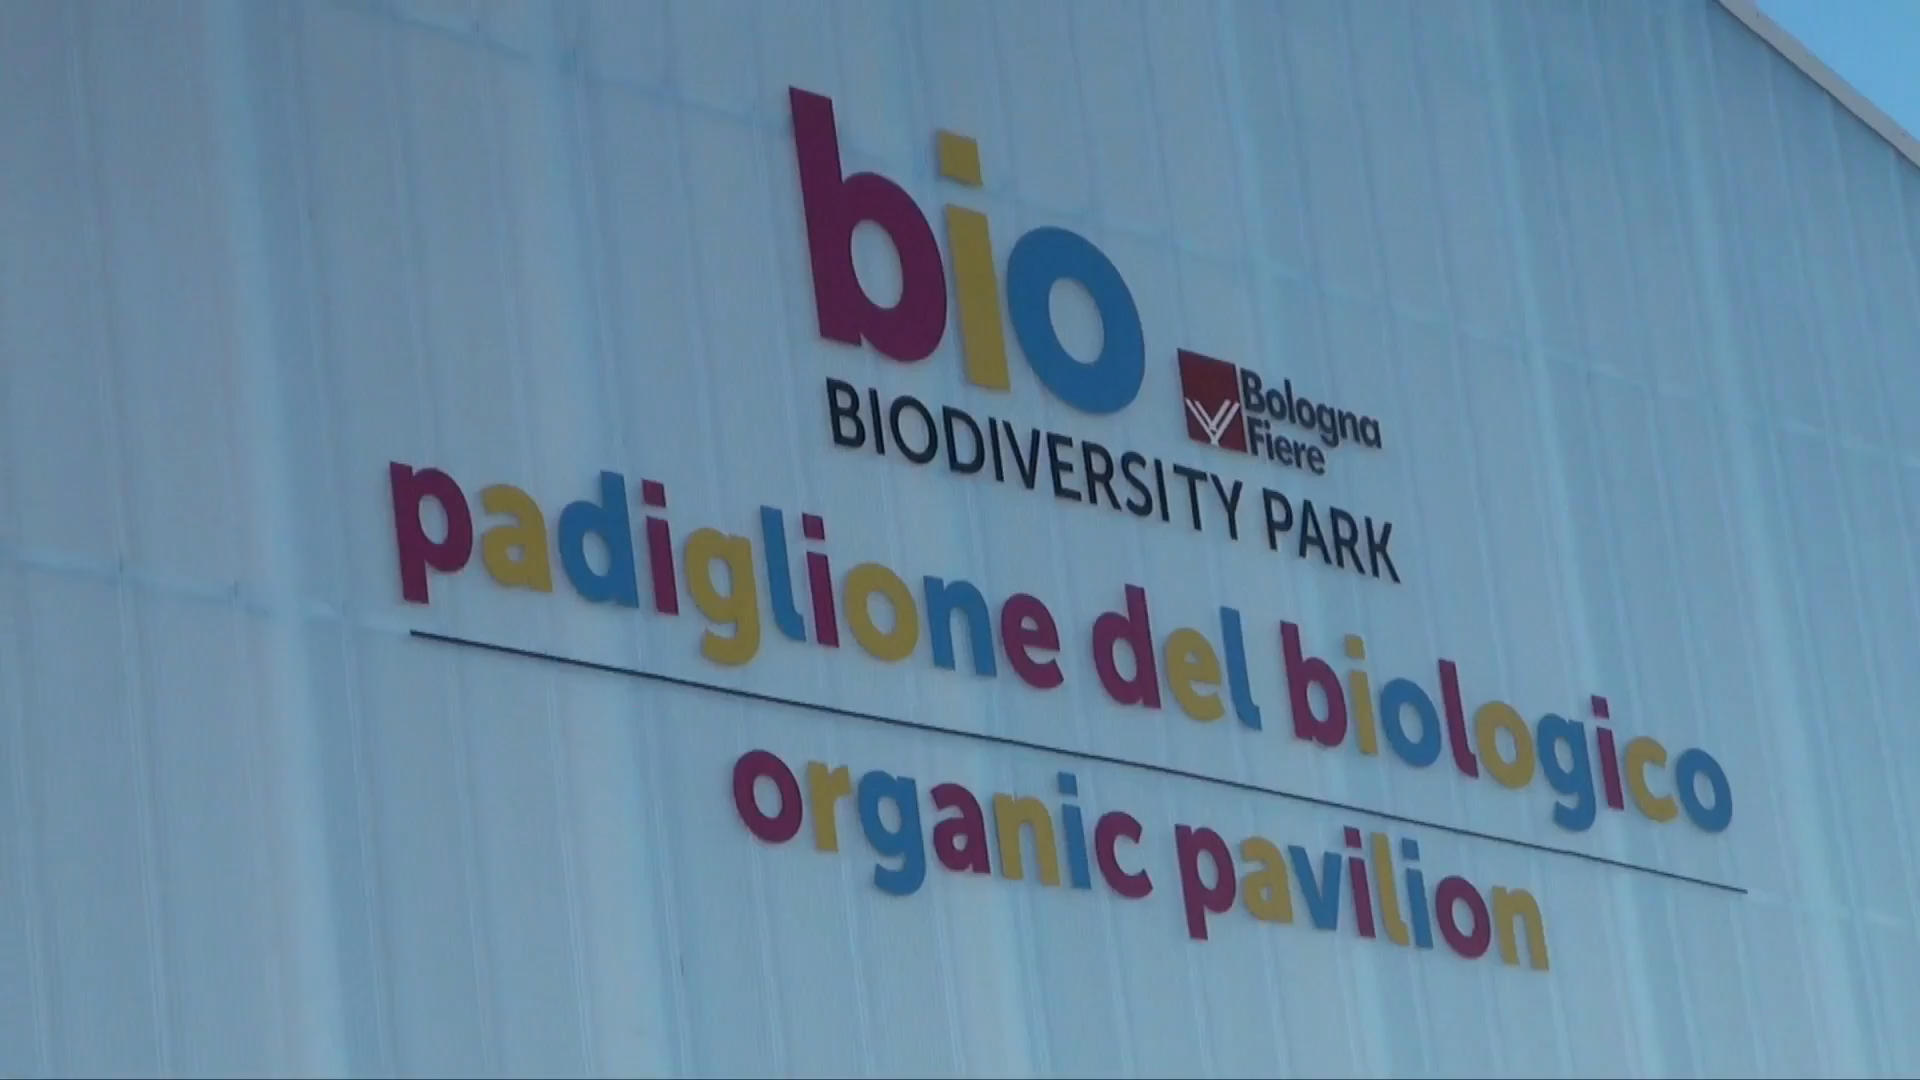 bio
Bologna
Fiere
BIODIVERSITY PARK
padiglione del biologico
organic pavilion